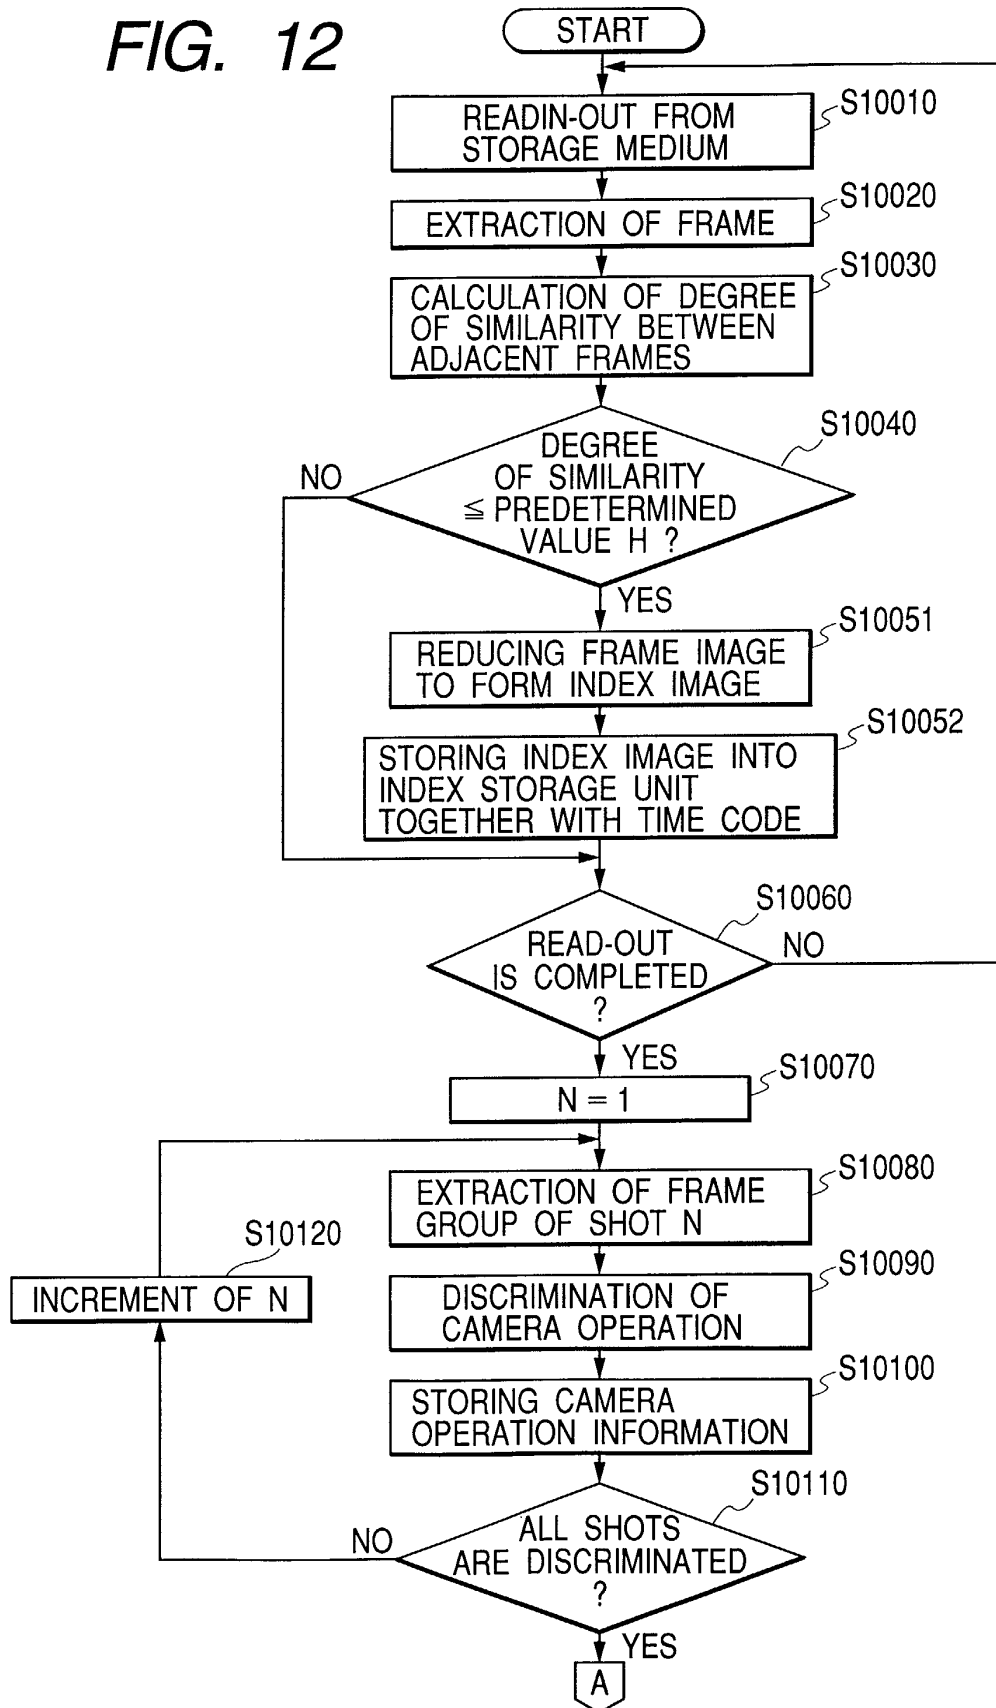 FIG. 12
START
S10010
READIN-OUT FROM
STORAGE MEDIUM
S10020
EXTRACTION OF FRAME
S10030
CALCULATION OF DEGREE
OF SIMILARITY BETWEEN
ADJACENT FRAMES
S10040
DEGREE
OF SIMILARITY
≦ PREDETERMINED
VALUE H ?
NO
YES
S10051
REDUCING FRAME IMAGE
TO FORM INDEX IMAGE
S10052
STORING INDEX IMAGE INTO
INDEX STORAGE UNIT
TOGETHER WITH TIME CODE
S10060
READ-OUT
IS COMPLETED
?
NO
YES
S10070
N = 1
S10080
EXTRACTION OF FRAME
GROUP OF SHOT N
S10120
INCREMENT OF N
S10090
DISCRIMINATION OF
CAMERA OPERATION
S10100
STORING CAMERA
OPERATION INFORMATION
S10110
ALL SHOTS
ARE DISCRIMINATED
?
NO
YES
A